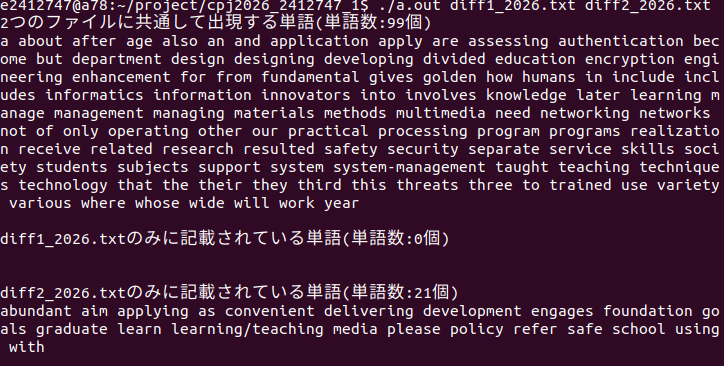 e2412747@a78:~/project/cpj2026_2412747_1$ ./a.out diff1_2026.txt diff2_2026.txt
2つのファイルに共通して出現する単語(単語数:99個)
a about after age also an and application apply are assessing authentication bec
ome but department design designing developing divided education encryption engi
neering enhancement for from fundamental gives golden how humans in include incl
udes informatics information innovators into involves knowledge later learning m
anage management managing materials methods multimedia need networking networks
not of only operating other our practical processing program programs realizatio
n receive related research resulted safety security separate service skills soci
ety students subjects support system system-management taught teaching technique
s technology that the their they third this threats three to trained use variety
 various where whose wide will work year

diff1_2026.txtのみに記載されている単語(単語数:0個)


diff2_2026.txtのみに記載されている単語(単語数:21個)
abundant aim applying as convenient delivering development engages foundation go
als graduate learn learning/teaching media please policy refer safe school using
 with